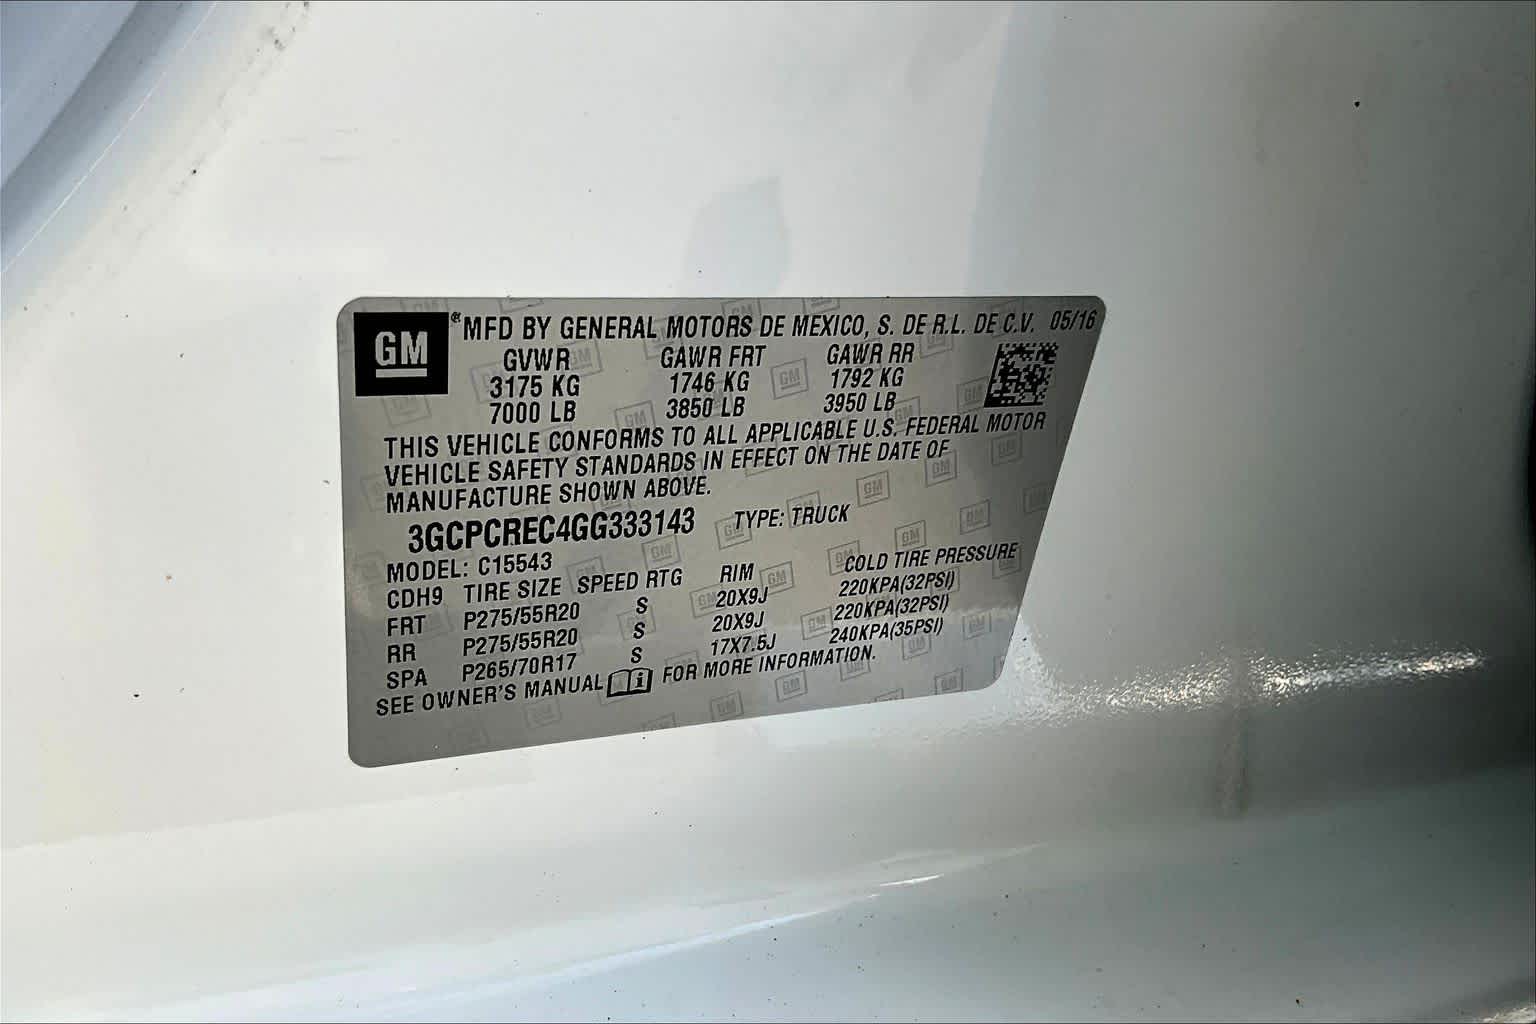 GM ® MFD BY GENERAL MOTORS DE MEXICO, S. DE R.L. DE C.V. 05/16
GVWR GAWR FRT GAWR RR
3175 KG 1746 KG 1792 KG
7000 LB 3850 LB 3950 LB
THIS VEHICLE CONFORMS TO ALL APPLICABLE U.S. FEDERAL MOTOR
VEHICLE SAFETY STANDARDS IN EFFECT ON THE DATE OF
MANUFACTURE SHOWN ABOVE.
3GCPCREC4GG333143 TYPE: TRUCK
MODEL: C15543
CDH9 TIRE SIZE SPEED RTG RIM COLD TIRE PRESSURE
FRT P275/55R20 S 20X9J 220KPA(32PSI)
RR P275/55R20 S 20X9J 220KPA(32PSI)
SPA P265/70R17 S 17X7.5J 240KPA(35PSI)
SEE OWNER'S MANUAL FOR MORE INFORMATION.